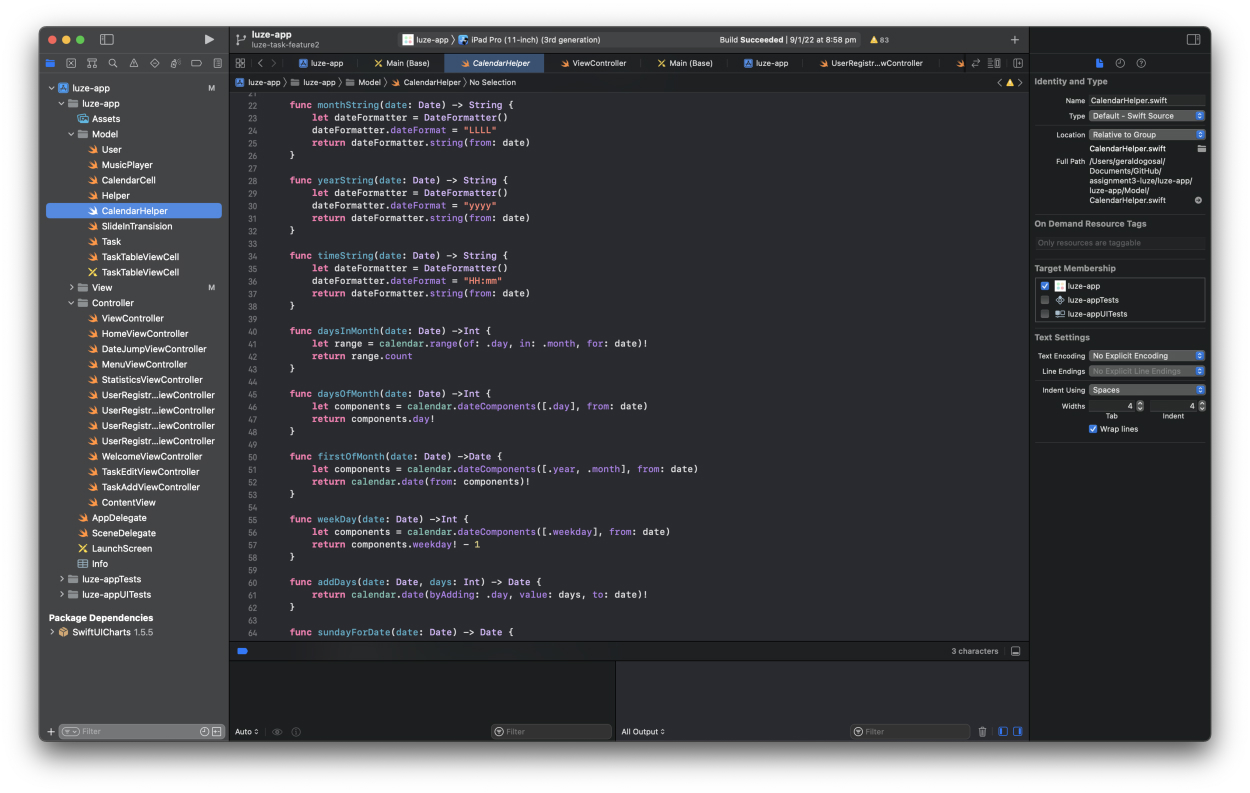 luze-app
luze-task-feature2
luze-app
iPad Pro (11-inch) (3rd generation)
Build Succeeded | 9/1/22 at 8:58 pm
83
luze-app
Main (Base)
CalendarHelper
ViewController
Main (Base)
luze-app
UserRegistr...wController
luze-app
luze-app
Model
CalendarHelper
No Selection
luze-app
M
luze-app
Assets
Model
User
MusicPlayer
CalendarCell
Helper
CalendarHelper
SlideInTransision
Task
TaskTableViewCell
TaskTableViewCell
View
M
Controller
ViewController
HomeViewController
DateJumpViewController
MenuViewController
StatisticsViewController
UserRegistr...iewController
UserRegistr...iewController
UserRegistr...iewController
UserRegistr...iewController
WelcomeViewController
TaskEditViewController
TaskAddViewController
ContentView
AppDelegate
SceneDelegate
LaunchScreen
Info
luze-appTests
luze-appUITests
Package Dependencies
SwiftUICharts 1.5.5
Filter
21
22 func monthString(date: Date) -> String {
23 let dateFormatter = DateFormatter()
24 dateFormatter.dateFormat = "LLLL"
25 return dateFormatter.string(from: date)
26 }
27
28 func yearString(date: Date) -> String {
29 let dateFormatter = DateFormatter()
30 dateFormatter.dateFormat = "yyyy"
31 return dateFormatter.string(from: date)
32 }
33
34 func timeString(date: Date) -> String {
35 let dateFormatter = DateFormatter()
36 dateFormatter.dateFormat = "HH:mm"
37 return dateFormatter.string(from: date)
38 }
39
40 func daysInMonth(date: Date) ->Int {
41 let range = calendar.range(of: .day, in: .month, for: date)!
42 return range.count
43 }
44
45 func daysOfMonth(date: Date) ->Int {
46 let components = calendar.dateComponents([.day], from: date)
47 return components.day!
48 }
49
50 func firstOfMonth(date: Date) ->Date {
51 let components = calendar.dateComponents([.year, .month], from: date)
52 return calendar.date(from: components)!
53 }
54
55 func weekDay(date: Date) ->Int {
56 let components = calendar.dateComponents([.weekday], from: date)
57 return components.weekday! - 1
58 }
59
60 func addDays(date: Date, days: Int) -> Date {
61 return calendar.date(byAdding: .day, value: days, to: date)!
62 }
63
64 func sundayForDate(date: Date) -> Date {
3 characters
Auto
Filter
All Output
Filter
Identity and Type
Name CalendarHelper.swift
Type Default - Swift Source
Location Relative to Group
CalendarHelper.swift
Full Path /Users/geraldogosal/
Documents/GitHub/
assignment3-luze/luze-app/
luze-app/Model/
CalendarHelper.swift
On Demand Resource Tags
Only resources are taggable
Target Membership
luze-app
luze-appTests
luze-appUITests
Text Settings
Text Encoding No Explicit Encoding
Line Endings No Explicit Line Endings
Indent Using Spaces
Widths 4 4
Tab Indent
Wrap lines